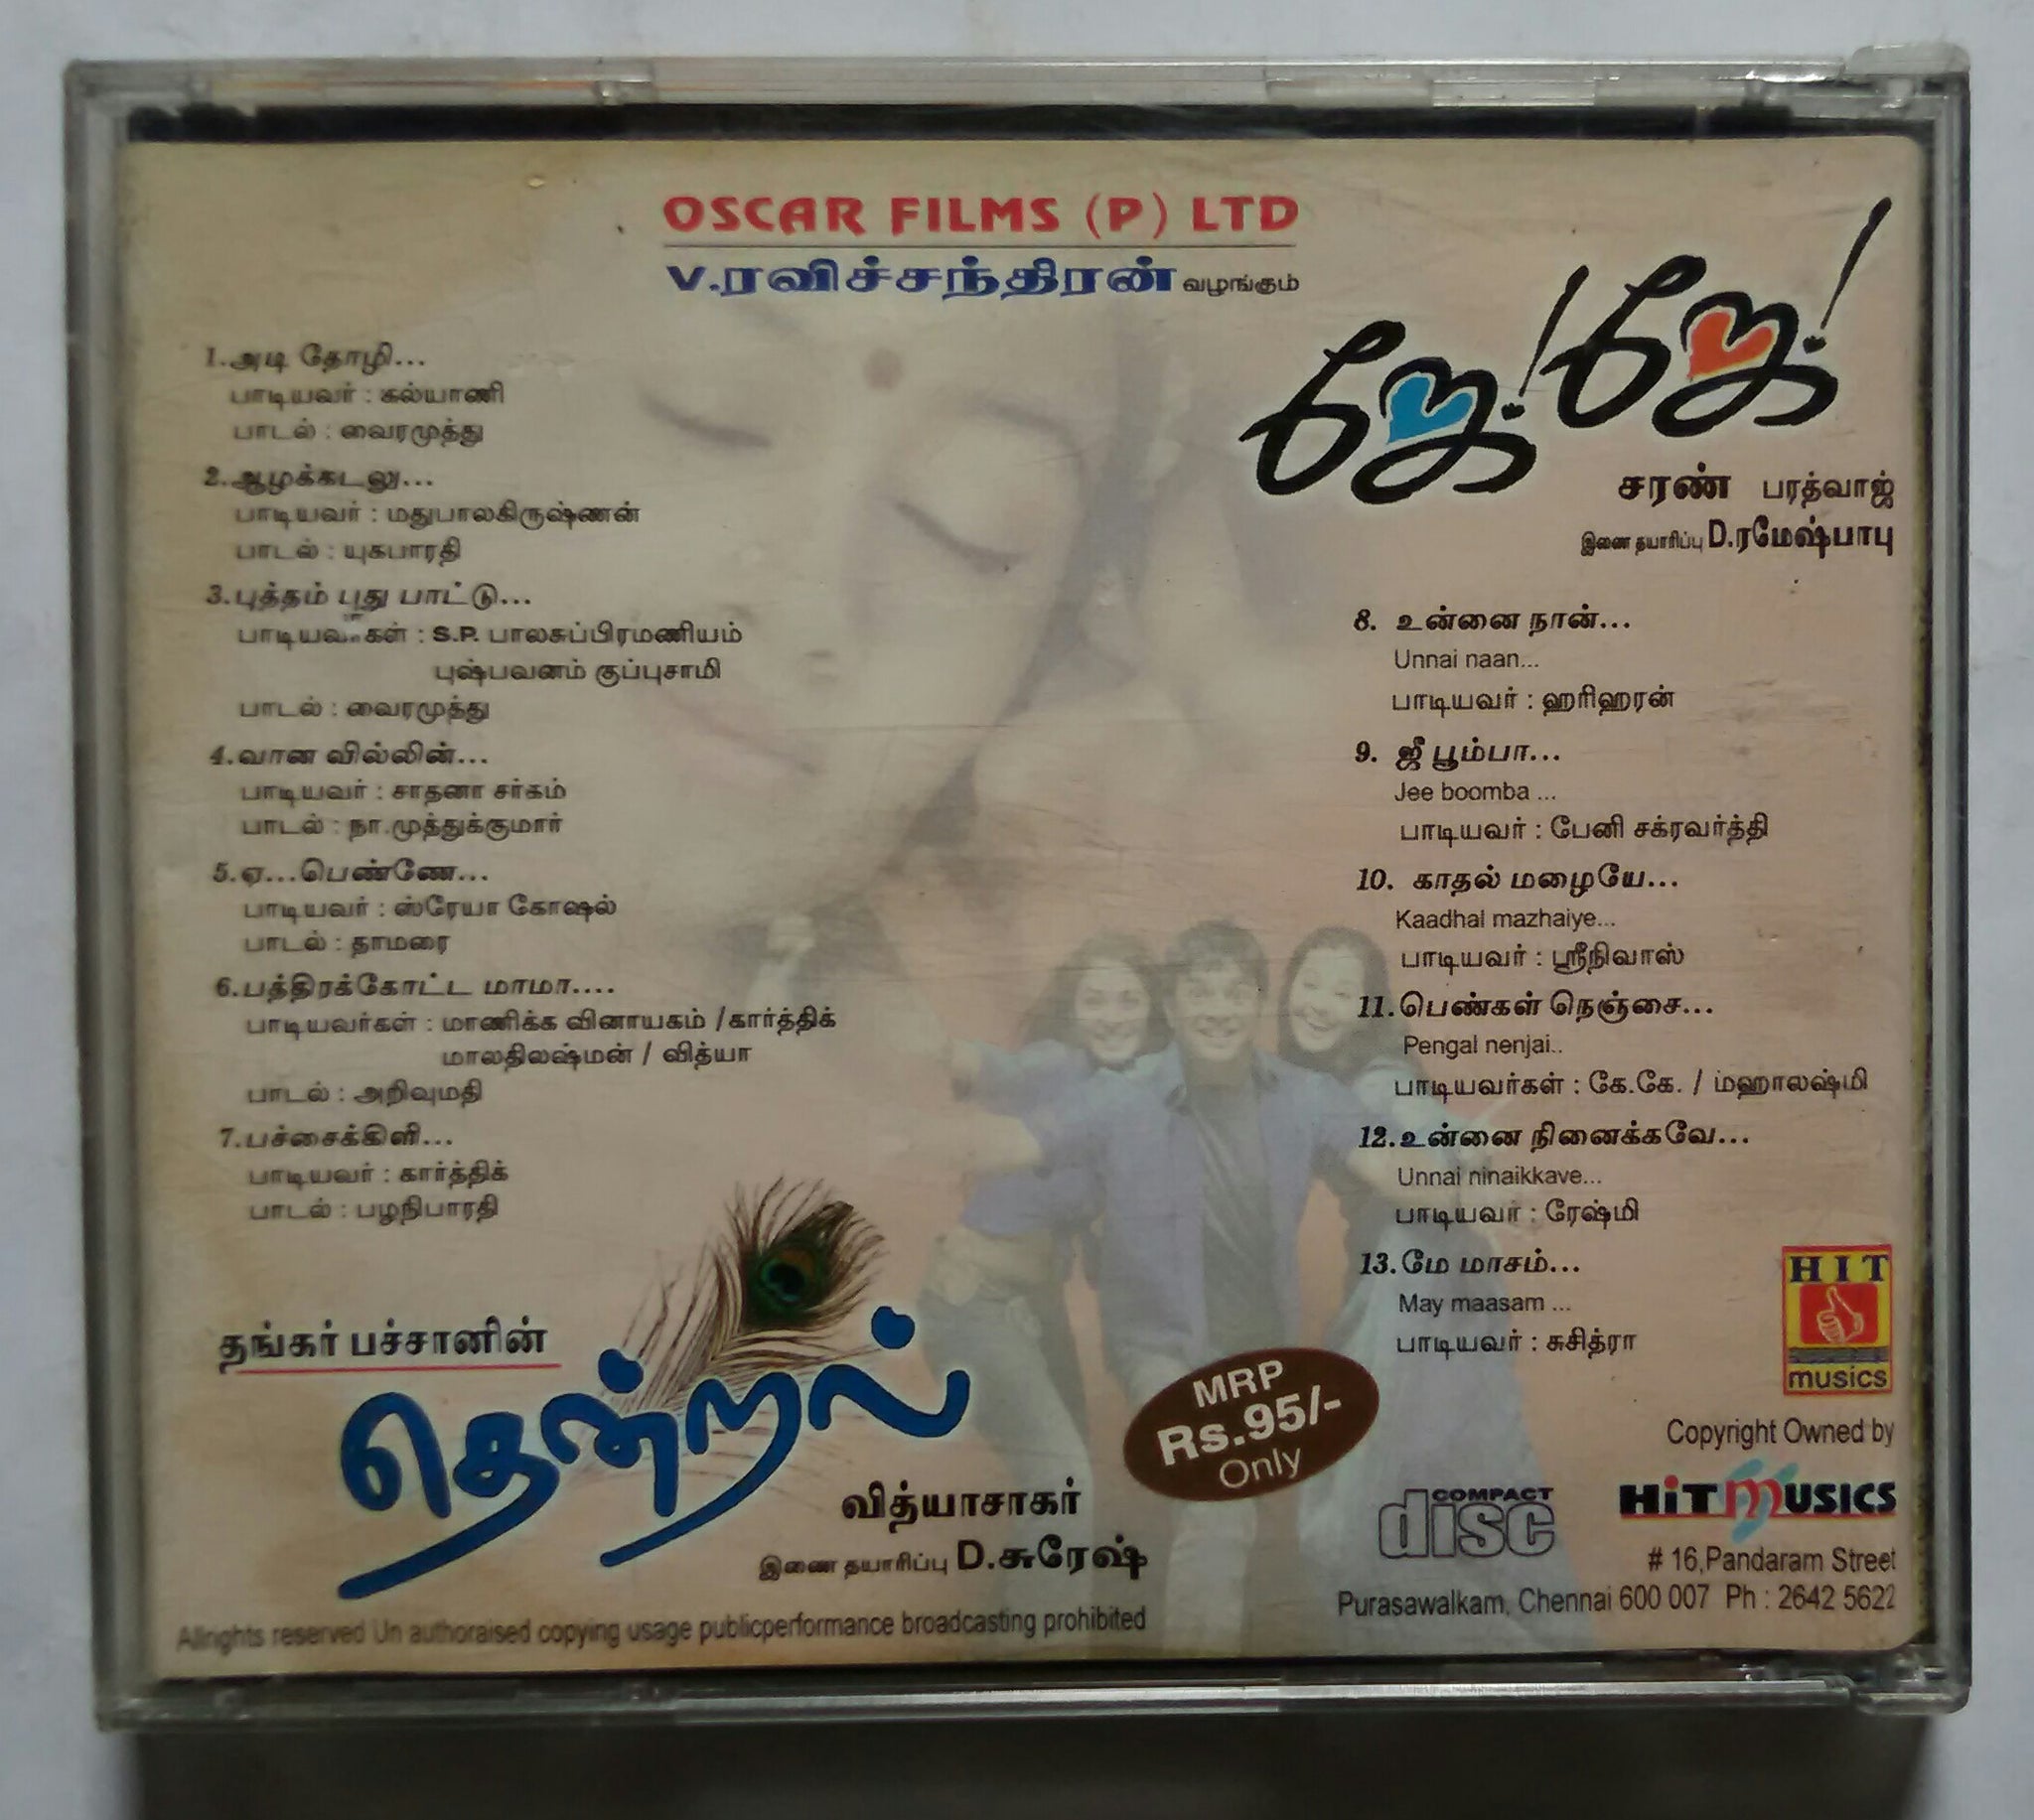 OSCAR FILMS (P) LTD
V.ரவிச்சந்திரன் வழங்கும்
1.அடி தோழி...
பாடியவர் : கல்யாணி
பாடல் : வைரமுத்து
2.ஆழக்கடலு...
பாடியவர் : மதுபாலகிருஷ்ணன்
பாடல் : யுகபாரதி
3.புத்தம் புது பாட்டு...
பாடியவர்கள் : S.P. பாலசுப்பிரமணியம்
புஷ்பவனம் குப்புசாமி
பாடல் : வைரமுத்து
4.வான வில்லின்...
பாடியவர் : சாதனா சர்கம்
பாடல் : நா.முத்துக்குமார்
5.ஏ...பெண்ணே...
பாடியவர் : ஸ்ரேயா கோஷல்
பாடல் : தாமரை
6.பத்திரக்கோட்ட மாமா....
பாடியவர்கள் : மாணிக்க வினாயகம் /கார்த்திக்
மாலதிலஷ்மன் / வித்யா
பாடல் : அறிவுமதி
7.பச்சைக்கிளி...
பாடியவர் : கார்த்திக்
பாடல் : பழநிபாரதி
தங்கர் பச்சானின்
தென்றல்
வித்யாசாகர்
இணை தயாரிப்பு D.சுரேஷ்
ஜே! ஜே!
சரண் பரத்வாஜ்
இணை தயாரிப்பு D.ரமேஷ்பாபு
8. உன்னை நான்...
Unnai naan...
பாடியவர் : ஹரிஹரன்
9. ஜீ பூம்பா...
Jee boomba ...
பாடியவர் : பேனி சக்ரவர்த்தி
10. காதல் மழையே...
Kaadhal mazhaiye...
பாடியவர் : ஸ்ரீநிவாஸ்
11.பெண்கள் நெஞ்சை...
Pengal nenjai..
பாடியவர்கள் : கே.கே. / மஹாலஷ்மி
12.உன்னை நினைக்கவே...
Unnai ninaikkave...
பாடியவர் : ரேஷ்மி
13.மே மாசம்...
May maasam ...
பாடியவர் : சுசித்ரா
HIT
musics
MRP
Rs.95/-
Only
Copyright Owned by
HiT MUSICS
COMPACT
disc
# 16,Pandaram Street
Purasawalkam, Chennai 600 007 Ph : 2642 5622
Allrights reserved Un authoraised copying usage publicperformance broadcasting prohibited